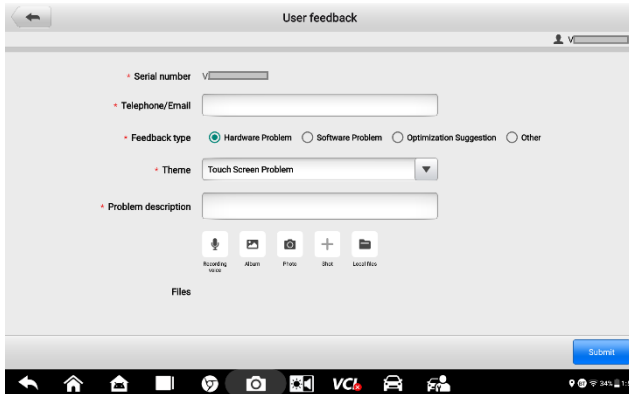 User feedback
V
* Serial number V
* Telephone/Email
* Feedback type Hardware Problem Software Problem Optimization Suggestion Other
* Theme Touch Screen Problem
* Problem description
Recording voice Album Photo Shot Local files
Files
Submit
VCI 34%